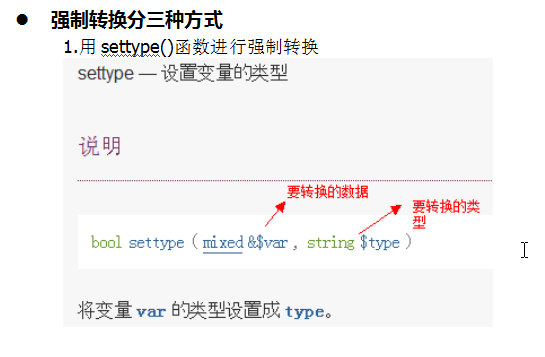 ● 强制转换分三种方式
1.用 settype()函数进行强制转换
settype — 设置变量的类型
说明
要转换的数据
要转换的类
型
bool settype ( mixed &$var , string $type )
将变量 var 的类型设置成 type。